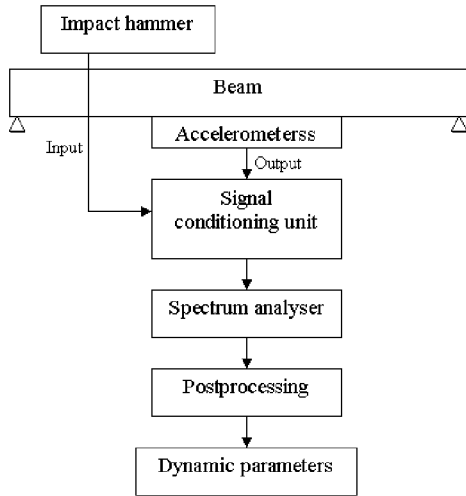 Impact hammer
Beam
Accelerometerss
Input
Output
Signal
conditioning unit
Spectrum analyser
Postprocessing
Dynamic parameters